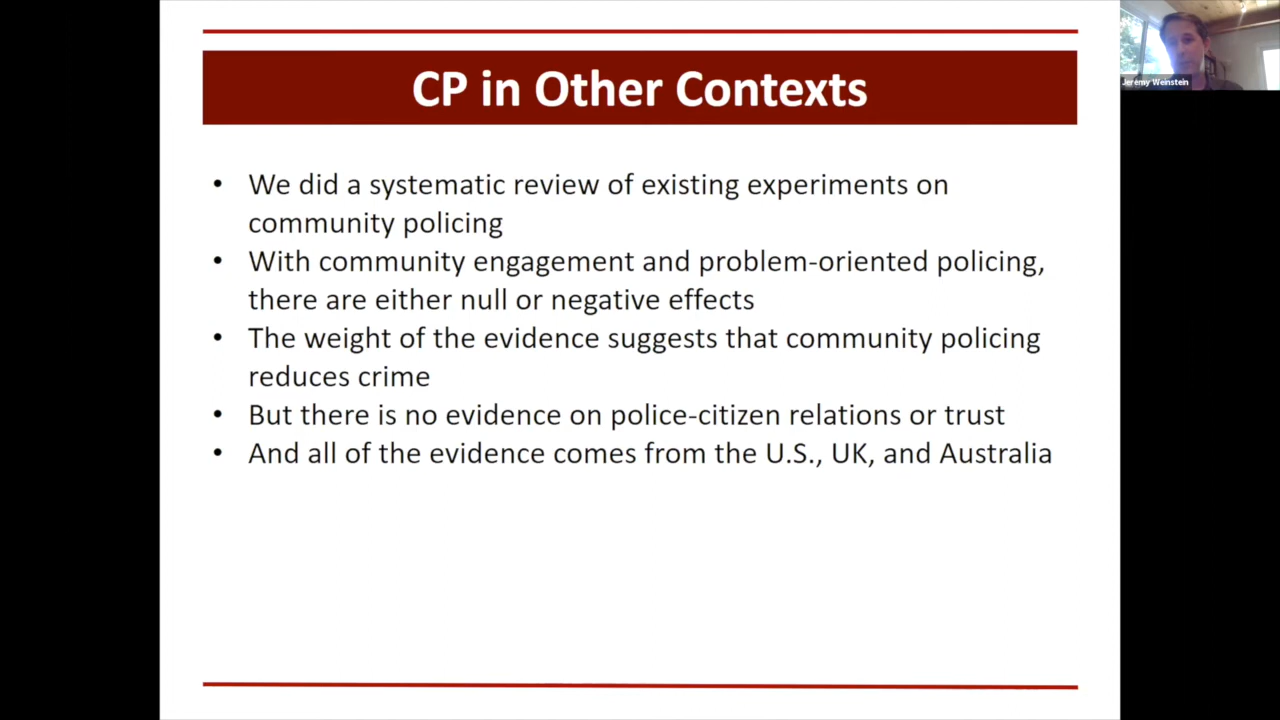 CP in Other Contexts
• We did a systematic review of existing experiments on
community policing
• With community engagement and problem-oriented policing,
there are either null or negative effects
• The weight of the evidence suggests that community policing
reduces crime
• But there is no evidence on police-citizen relations or trust
• And all of the evidence comes from the U.S., UK, and Australia
Jeremy Weinstein